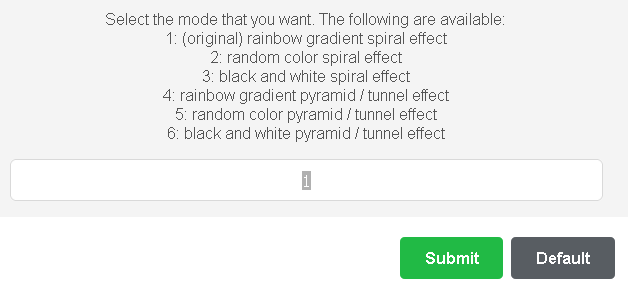 Select the mode that you want. The following are available:
1: (original) rainbow gradient spiral effect
2: random color spiral effect
3: black and white spiral effect
4: rainbow gradient pyramid / tunnel effect
5: random color pyramid / tunnel effect
6: black and white pyramid / tunnel effect
1
Submit
Default